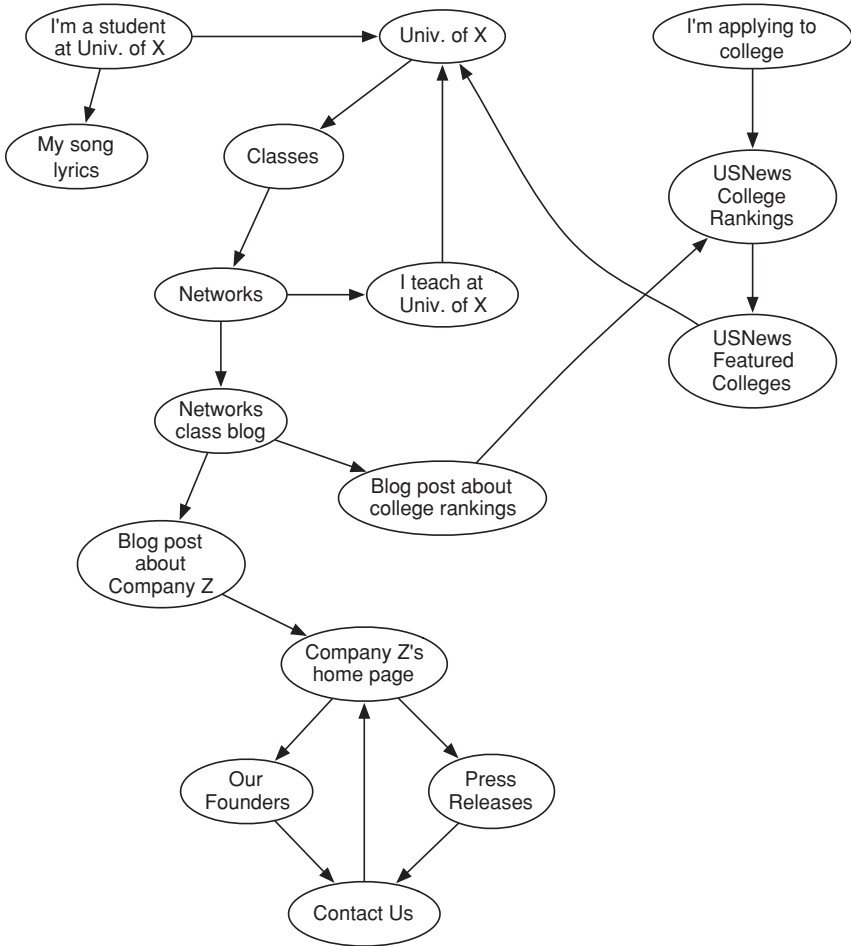 I'm a student
at Univ. of X
Univ. of X
I'm applying to
college
My song
lyrics
Classes
USNews
College
Rankings
Networks
I teach at
Univ. of X
USNews
Featured
Colleges
Networks
class blog
Blog post about
college rankings
Blog post
about
Company Z
Company Z's
home page
Our
Founders
Press
Releases
Contact Us